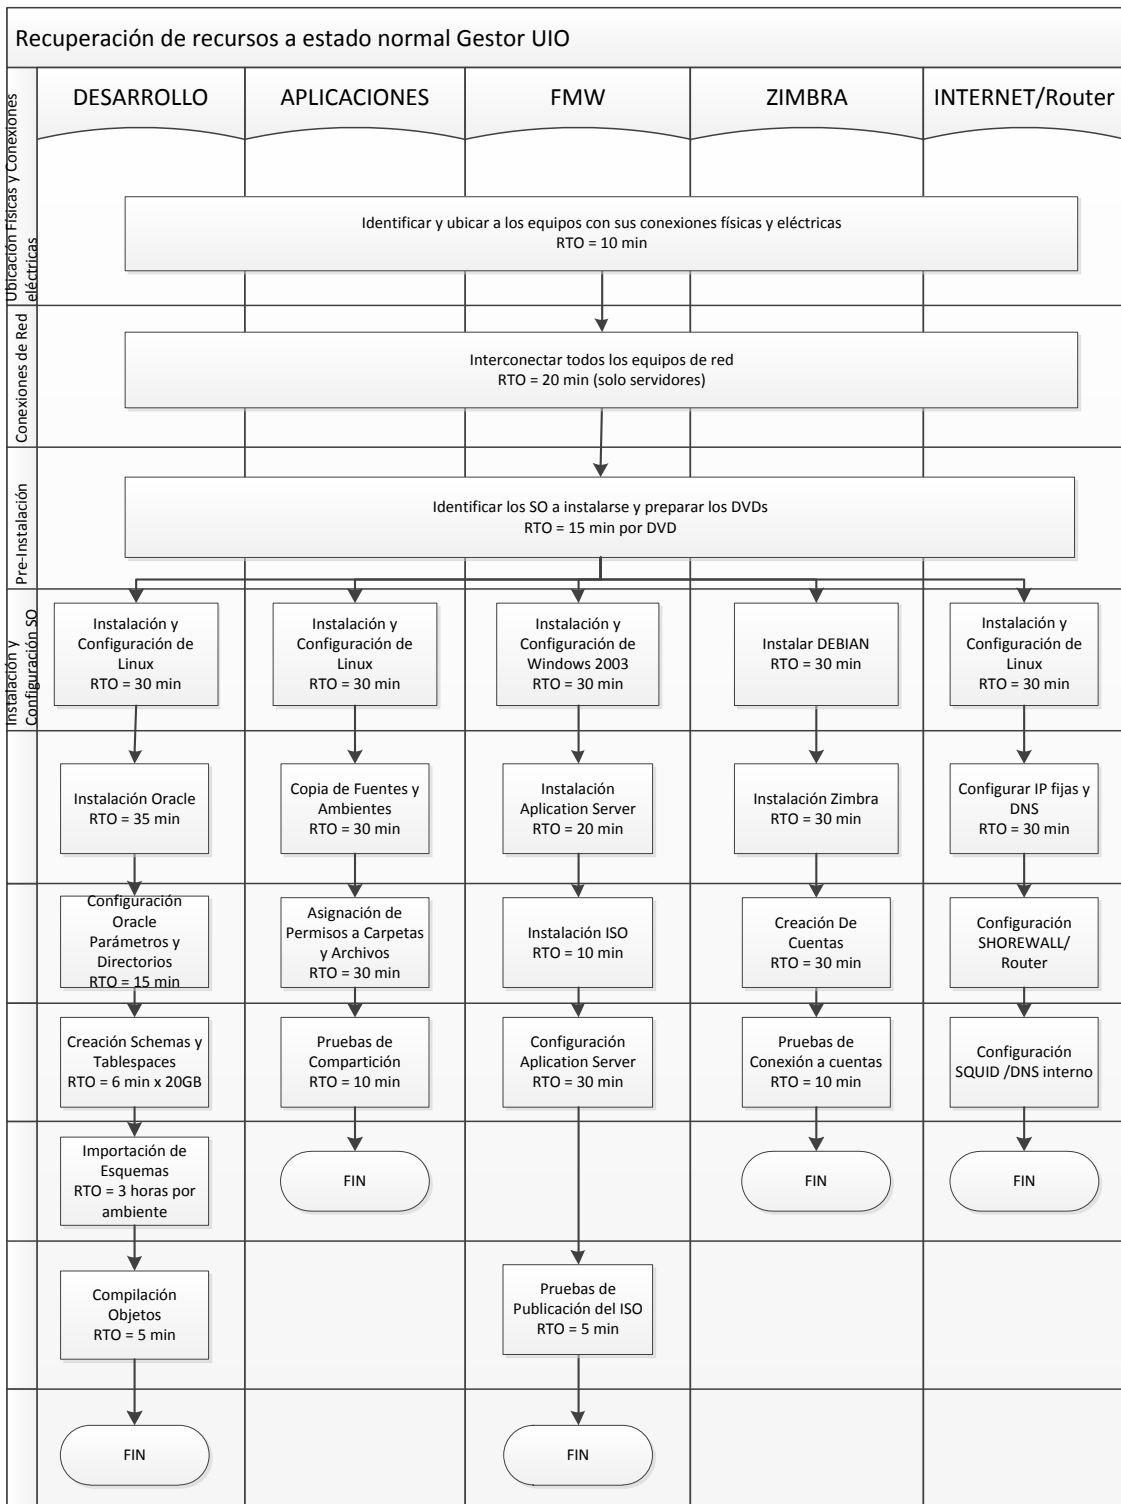 Recuperación de recursos a estado normal Gestor UIO
DESARROLLO
APLICACIONES
FMW
ZIMBRA
INTERNET/Router
Ubicación Físicas y Conexiones
eléctricas
Identificar y ubicar a los equipos con sus conexiones físicas y eléctricas
RTO = 10 min
Conexiones de Red
Interconectar todos los equipos de red
RTO = 20 min (solo servidores)
Pre-Instalación
Identificar los SO a instalarse y preparar los DVDs
RTO = 15 min por DVD
Instalación y
Configuración SO
Instalación y
Configuración de
Linux
RTO = 30 min
Instalación y
Configuración de
Linux
RTO = 30 min
Instalación y
Configuración de
Windows 2003
RTO = 30 min
Instalar DEBIAN
RTO = 30 min
Instalación y
Configuración de
Linux
RTO = 30 min
Instalación Oracle
RTO = 35 min
Copia de Fuentes y
Ambientes
RTO = 30 min
Instalación
Aplication Server
RTO = 20 min
Instalación Zimbra
RTO = 30 min
Configurar IP fijas y
DNS
RTO = 30 min
Configuración
Oracle
Parámetros y
Directorios
RTO = 15 min
Asignación de
Permisos a Carpetas
y Archivos
RTO = 30 min
Instalación ISO
RTO = 10 min
Creación De
Cuentas
RTO = 30 min
Configuración
SHOREWALL/
Router
Creación Schemas y
Tablespaces
RTO = 6 min x 20GB
Pruebas de
Compartición
RTO = 10 min
Configuración
Aplication Server
RTO = 30 min
Pruebas de
Conexión a cuentas
RTO = 10 min
Configuración
SQUID /DNS interno
Importación de
Esquemas
RTO = 3 horas por
ambiente
FIN
FIN
FIN
Compilación
Objetos
RTO = 5 min
Pruebas de
Publicación del ISO
RTO = 5 min
FIN
FIN